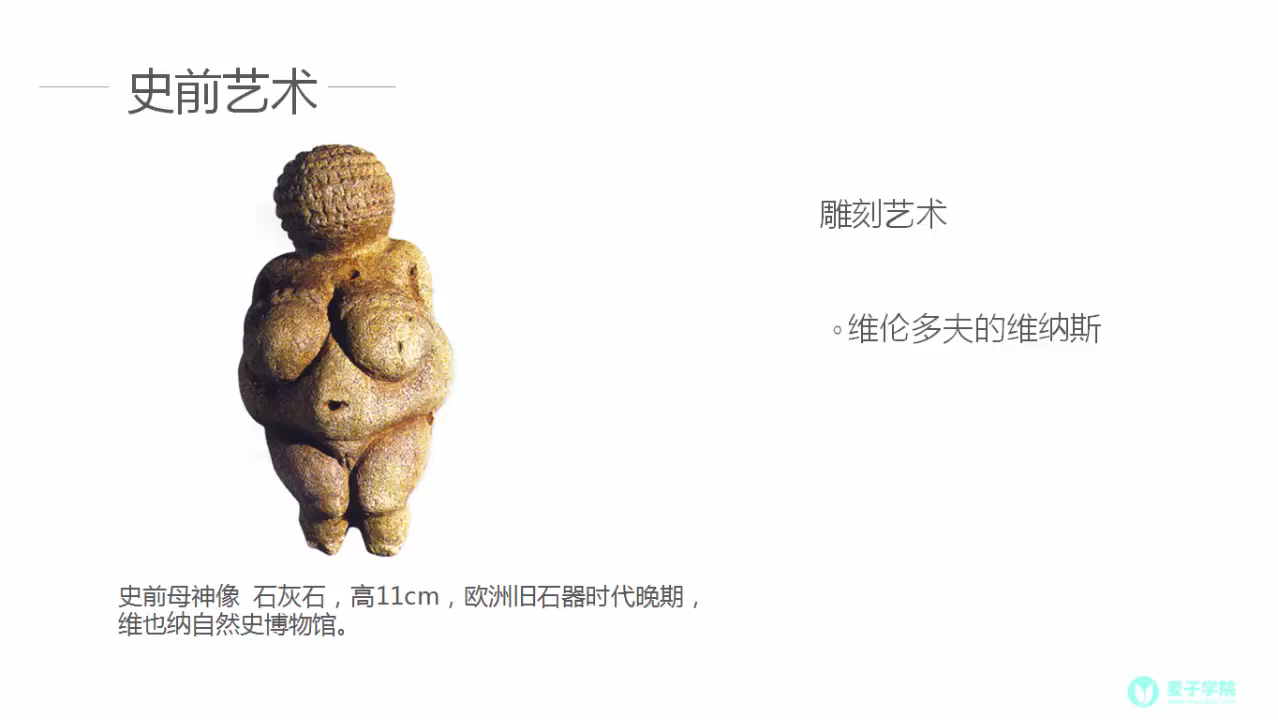 史前艺术
雕刻艺术
◦维伦多夫的维纳斯
史前母神像 石灰石，高11cm，欧洲旧石器时代晚期，
维也纳自然史博物馆。
麦子学院